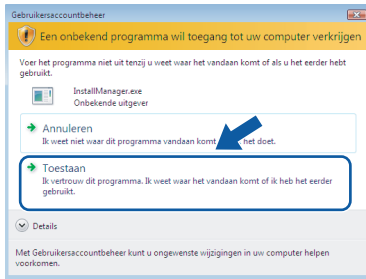 Gebruikersaccountbeheer
Een onbekend programma wil toegang tot uw computer verkrijgen
Voer het programma niet uit tenzij u weet waar het vandaan komt of als u het eerder hebt
gebruikt.
InstallManager.exe
Onbekende uitgever
Annuleren
Ik weet niet waar dit programma vandaan komt het doet.
Toestaan
Ik vertrouw dit programma. Ik weet waar het vandaan komt of ik heb het eerder
gebruikt.
Details
Met Gebruikersaccountbeheer kunt u ongewenste wijzigingen in uw computer helpen
voorkomen.